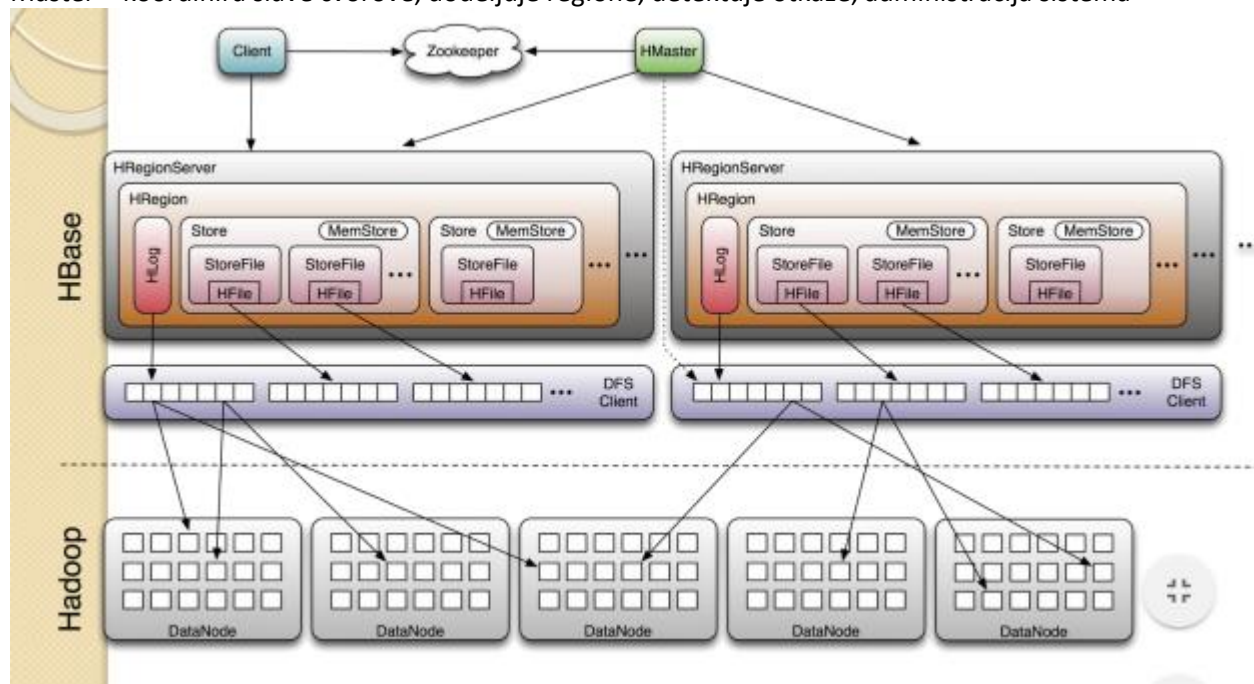 Master – koordinira slave čvorove, dodeljuje regione, detektuje otkaze, administracija sistema
Client
Zookeeper
HMaster
HBase
HRegionServer
HRegion
HLog
Store
MemStore
StoreFile
HFile
StoreFile
HFile
...
Store
MemStore
StoreFile
HFile
...
...
HRegionServer
HRegion
HLog
Store
MemStore
StoreFile
HFile
StoreFile
HFile
...
Store
MemStore
StoreFile
HFile
...
...
...
... DFS
Client
... DFS
Client
Hadoop
DataNode
DataNode
DataNode
DataNode
DataNode